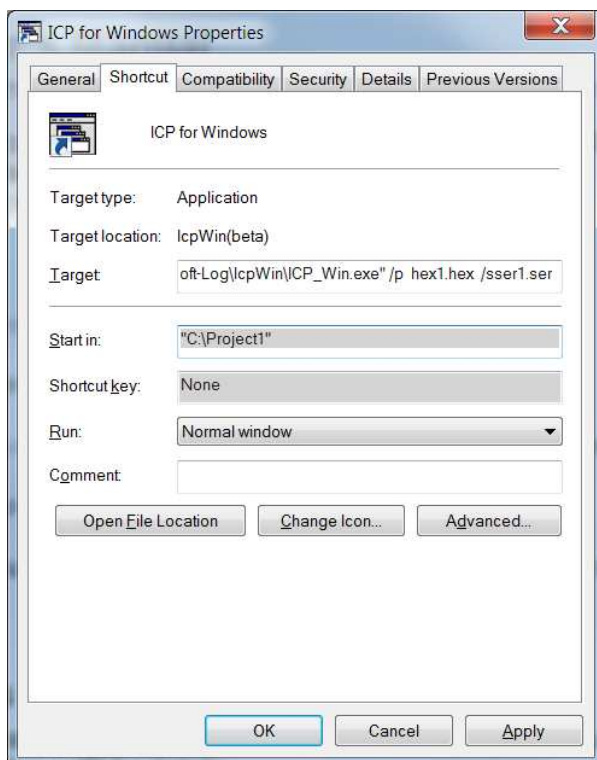 ICP for Windows Properties
General Shortcut Compatibility Security Details Previous Versions
ICP for Windows
Target type: Application
Target location: IcpWin(beta)
Target: oft-Log\IcpWin\ICP_Win.exe" /p hex1.hex /sser1.ser
Start in: "C:\Project1"
Shortcut key: None
Run: Normal window
Comment:
Open File Location Change Icon... Advanced...
OK Cancel Apply